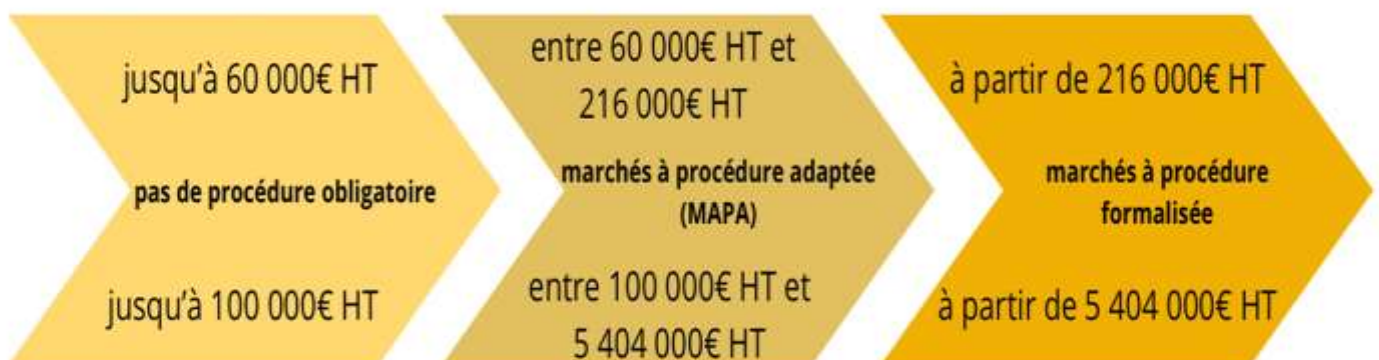 jusqu’à 60 000€ HT
pas de procédure obligatoire
jusqu’à 100 000€ HT
entre 60 000€ HT et
216 000€ HT
marchés à procédure adaptée
(MAPA)
entre 100 000€ HT et
5 404 000€ HT
à partir de 216 000€ HT
marchés à procédure
formalisée
à partir de 5 404 000€ HT